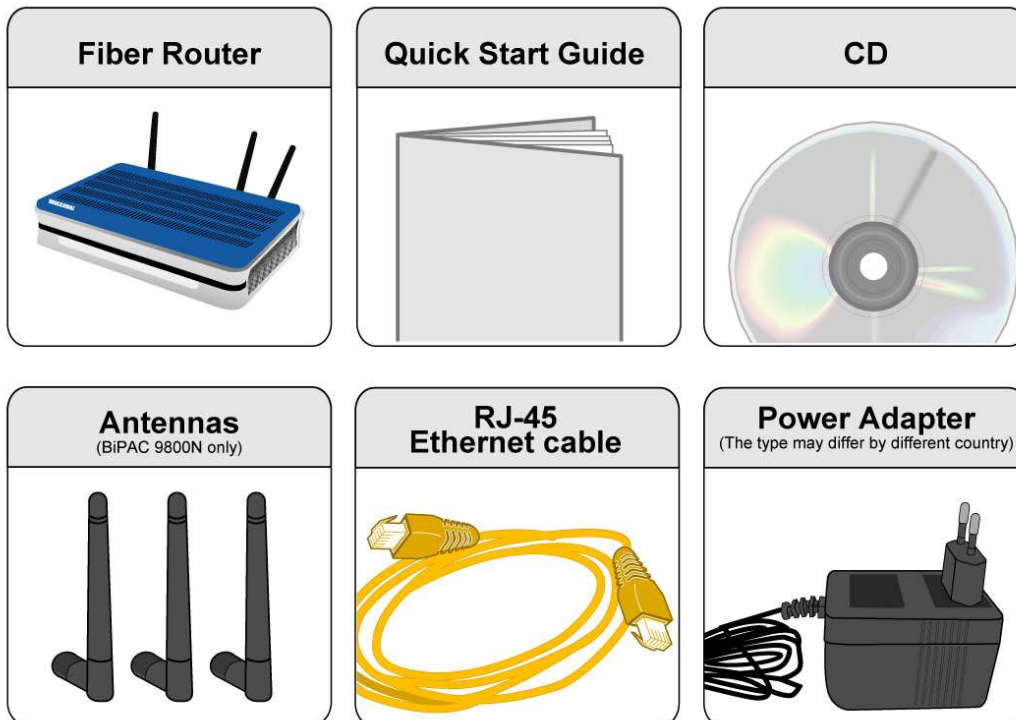 Fiber Router
Quick Start Guide
CD
Antennas
(BiPAC 9800N only)
RJ-45
Ethernet cable
Power Adapter
(The type may differ by different country)